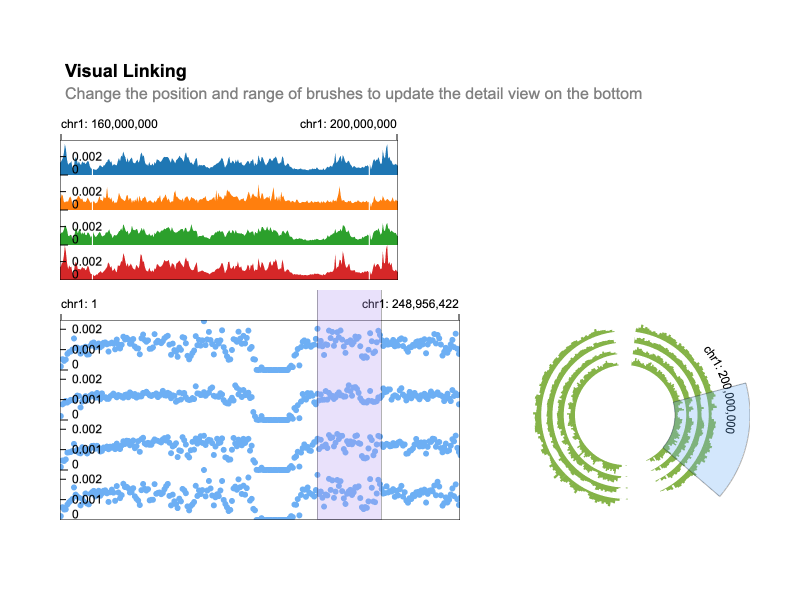 Visual Linking
Change the position and range of brushes to update the detail view on the bottom
chr1: 160,000,000
chr1: 200,000,000
0.002
0
0.002
0
0.002
0
0.002
0
chr1: 1
chr1: 248,956,422
0.002
0.001
0
0.002
0.001
0
0.002
0.001
0
0.002
0.001
0
chr1: 200,000,000